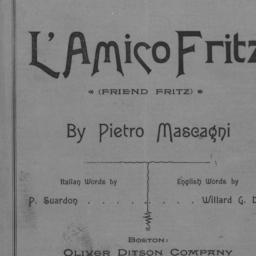 L'Amico Fritz
(FRIEND FRITZ)
By Pietro Mascagni
Italian Words by English Words by
P. Suardon . . . . . . . . . Willard G.
BOSTON:
OLIVER DITSON COMPANY